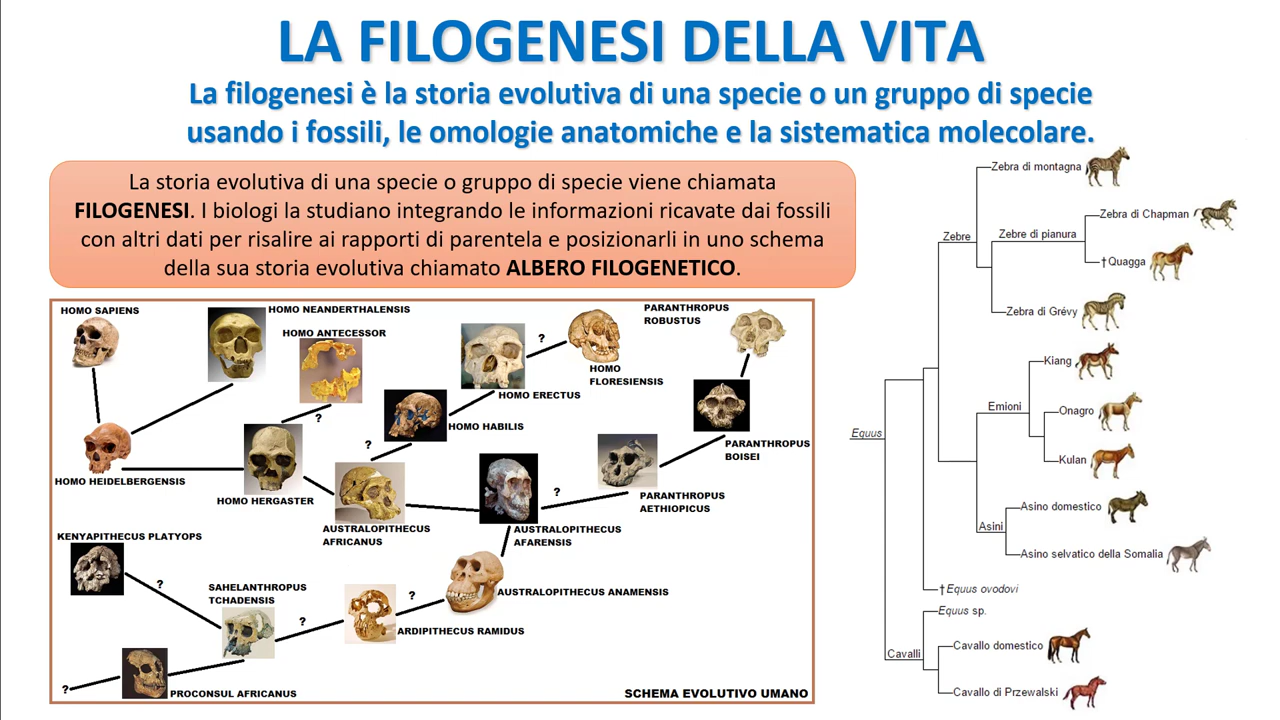 LA FILOGENESI DELLA VITA
La filogenesi è la storia evolutiva di una specie o un gruppo di specie
usando i fossili, le omologie anatomiche e la sistematica molecolare.
La storia evolutiva di una specie o gruppo di specie viene chiamata
FILOGENESI. I biologi la studiano integrando le informazioni ricavate dai fossili
con altri dati per risalire ai rapporti di parentela e posizionarli in uno schema
della sua storia evolutiva chiamato ALBERO FILOGENETICO.
HOMO SAPIENS
HOMO NEANDERTHALENSIS
HOMO ANTECESSOR
?
HOMO
FLORESIENSIS
PARANTHROPUS
ROBUSTUS
HOMO ERECTUS
?
HOMO HABILIS
?
PARANTHROPUS
BOISEI
HOMO HEIDELBERGENSIS
HOMO HERGASTER
AUSTRALOPITHECUS
AFRICANUS
?
PARANTHROPUS
AETHIOPICUS
AUSTRALOPITHECUS
AFARENSIS
KENYAPITHECUS PLATYOPS
?
SAHELANTHROPUS
TCHADENSIS
?
?
AUSTRALOPITHECUS ANAMENSIS
ARDIPITHECUS RAMIDUS
?
PROCONSUL AFRICANUS
SCHEMA EVOLUTIVO UMANO
Zebra di montagna
Zebra di Chapman
Zebre
Zebre di pianura
†Quagga
Zebra di Grévy
Kiang
Emioni
Onagro
Equus
Kulan
Asino domestico
Asini
Asino selvatico della Somalia
†Equus ovodovi
Equus sp.
Cavalli
Cavallo domestico
Cavallo di Przewalski